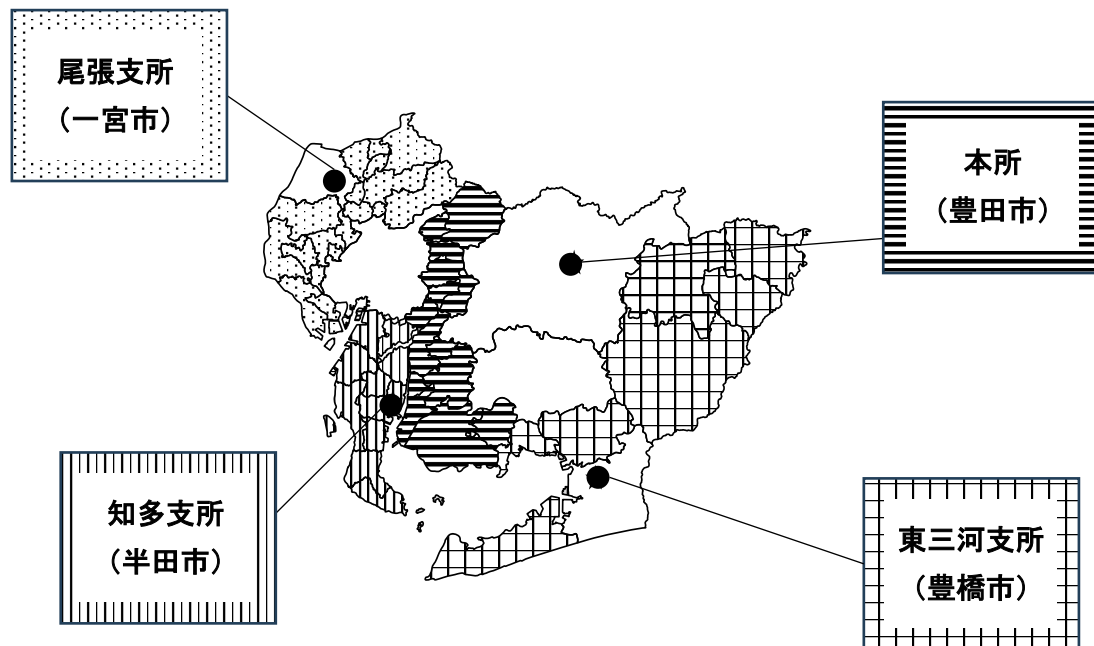 尾張支所
（一宮市）
本所
（豊田市）
知多支所
（半田市）
東三河支所
（豊橋市）